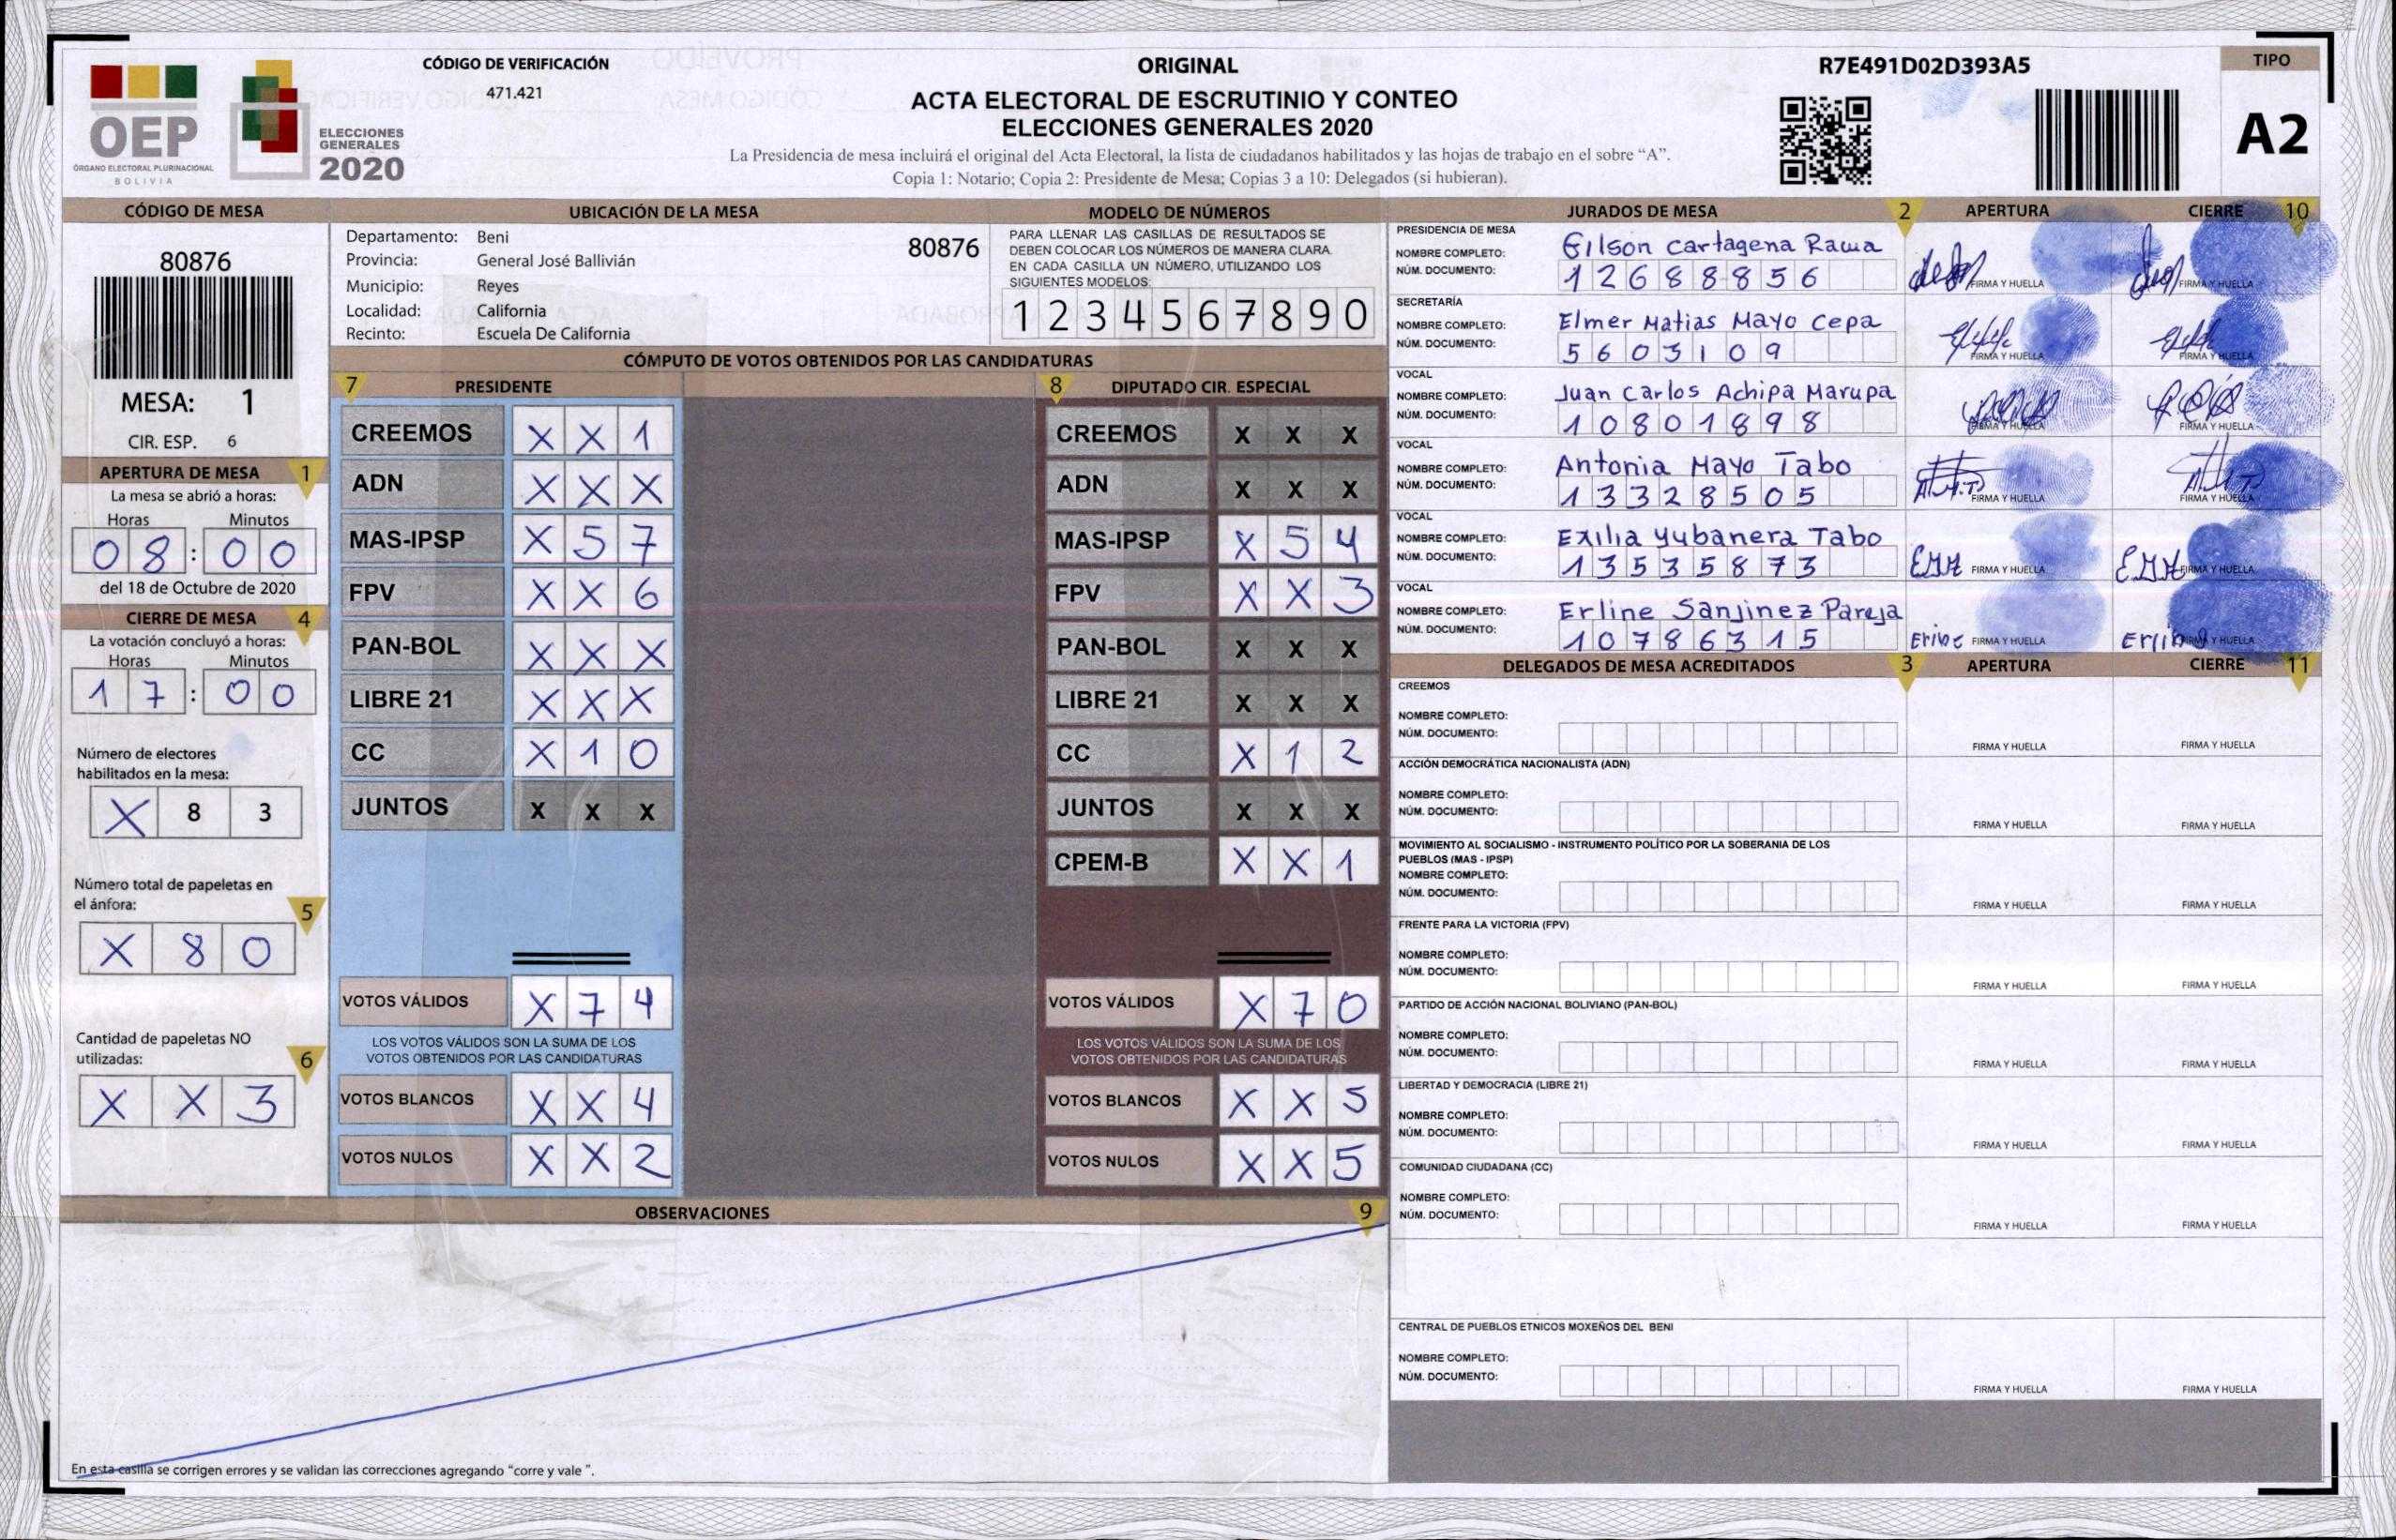 CÓDIGO DE VERIFICACIÓN
471.421
OEP
ÓRGANO ELECTORAL PLURINACIONAL
BOLIVIA
ELECCIONES
GENERALES
2020
ORIGINAL
ACTA ELECTORAL DE ESCRUTINIO Y CONTEO
ELECCIONES GENERALES 2020
La Presidencia de mesa incluirá el original del Acta Electoral, la lista de ciudadanos habilitados y las hojas de trabajo en el sobre “A”.
Copia 1: Notario; Copia 2: Presidente de Mesa; Copias 3 a 10: Delegados (si hubieran).
R7E491D02D393A5
TIPO
A2
CÓDIGO DE MESA
80876
MESA: 1
CIR. ESP. 6
APERTURA DE MESA 1
La mesa se abrió a horas:
Horas Minutos
08:00
del 18 de Octubre de 2020
CIERRE DE MESA 4
La votación concluyó a horas:
Horas Minutos
17:00
Número de electores
habilitados en la mesa:
X 8 3
Número total de papeletas en
el ánfora: 5
X 8 0
Cantidad de papeletas NO
utilizadas: 6
X X 3
UBICACIÓN DE LA MESA
Departamento: Beni 80876
Provincia: General José Ballivián
Municipio: Reyes
Localidad: California
Recinto: Escuela De California
MODELO DE NÚMEROS
PARA LLENAR LAS CASILLAS DE RESULTADOS SE
DEBEN COLOCAR LOS NÚMEROS DE MANERA CLARA.
EN CADA CASILLA UN NÚMERO, UTILIZANDO LOS
SIGUIENTES MODELOS:
1 2 3 4 5 6 7 8 9 0
CÓMPUTO DE VOTOS OBTENIDOS POR LAS CANDIDATURAS
7 PRESIDENTE
CREEMOS X X 1
ADN X X X
MAS-IPSP X 5 7
FPV X X 6
PAN-BOL X X X
LIBRE 21 X X X
CC X 1 0
JUNTOS X X X
VOTOS VÁLIDOS X 7 4
LOS VOTOS VÁLIDOS SON LA SUMA DE LOS
VOTOS OBTENIDOS POR LAS CANDIDATURAS
VOTOS BLANCOS X X 4
VOTOS NULOS X X 2
8 DIPUTADO CIR. ESPECIAL
CREEMOS X X X
ADN X X X
MAS-IPSP X 5 4
FPV X X 3
PAN-BOL X X X
LIBRE 21 X X X
CC X 1 2
JUNTOS X X X
CPEM-B X X 1
VOTOS VÁLIDOS X 7 0
LOS VOTOS VÁLIDOS SON LA SUMA DE LOS
VOTOS OBTENIDOS POR LAS CANDIDATURAS
VOTOS BLANCOS X X 5
VOTOS NULOS X X 5
OBSERVACIONES 9
En esta casilla se corrigen errores y se validan las correcciones agregando “corre y vale ”.
JURADOS DE MESA 2 APERTURA CIERRE 10
PRESIDENCIA DE MESA
NOMBRE COMPLETO: Gilson Cartagena Rama
NÚM. DOCUMENTO: 12688856 FIRMA Y HUELLA FIRMA Y HUELLA
SECRETARÍA
NOMBRE COMPLETO: Elmer Matias Mayo Cepa
NÚM. DOCUMENTO: 5603109 FIRMA Y HUELLA FIRMA Y HUELLA
VOCAL
NOMBRE COMPLETO: Juan Carlos Achipa Marupa
NÚM. DOCUMENTO: 10801898 FIRMA Y HUELLA FIRMA Y HUELLA
VOCAL
NOMBRE COMPLETO: Antonia Mayo Tabo
NÚM. DOCUMENTO: 13328505 FIRMA Y HUELLA FIRMA Y HUELLA
VOCAL
NOMBRE COMPLETO: Exilia Yubanera Tabo
NÚM. DOCUMENTO: 13535873 FIRMA Y HUELLA FIRMA Y HUELLA
VOCAL
NOMBRE COMPLETO: Erline Sanjinez Pareja
NÚM. DOCUMENTO: 10786315 FIRMA Y HUELLA FIRMA Y HUELLA
DELEGADOS DE MESA ACREDITADOS 3 APERTURA CIERRE 11
CREEMOS
NOMBRE COMPLETO:
NÚM. DOCUMENTO: FIRMA Y HUELLA FIRMA Y HUELLA
ACCIÓN DEMOCRÁTICA NACIONALISTA (ADN)
NOMBRE COMPLETO:
NÚM. DOCUMENTO: FIRMA Y HUELLA FIRMA Y HUELLA
MOVIMIENTO AL SOCIALISMO - INSTRUMENTO POLÍTICO POR LA SOBERANIA DE LOS
PUEBLOS (MAS - IPSP)
NOMBRE COMPLETO:
NÚM. DOCUMENTO: FIRMA Y HUELLA FIRMA Y HUELLA
FRENTE PARA LA VICTORIA (FPV)
NOMBRE COMPLETO:
NÚM. DOCUMENTO: FIRMA Y HUELLA FIRMA Y HUELLA
PARTIDO DE ACCIÓN NACIONAL BOLIVIANO (PAN-BOL)
NOMBRE COMPLETO:
NÚM. DOCUMENTO: FIRMA Y HUELLA FIRMA Y HUELLA
LIBERTAD Y DEMOCRACIA (LIBRE 21)
NOMBRE COMPLETO:
NÚM. DOCUMENTO: FIRMA Y HUELLA FIRMA Y HUELLA
COMUNIDAD CIUDADANA (CC)
NOMBRE COMPLETO:
NÚM. DOCUMENTO: FIRMA Y HUELLA FIRMA Y HUELLA
CENTRAL DE PUEBLOS ETNICOS MOXEÑOS DEL BENI
NOMBRE COMPLETO:
NÚM. DOCUMENTO: FIRMA Y HUELLA FIRMA Y HUELLA